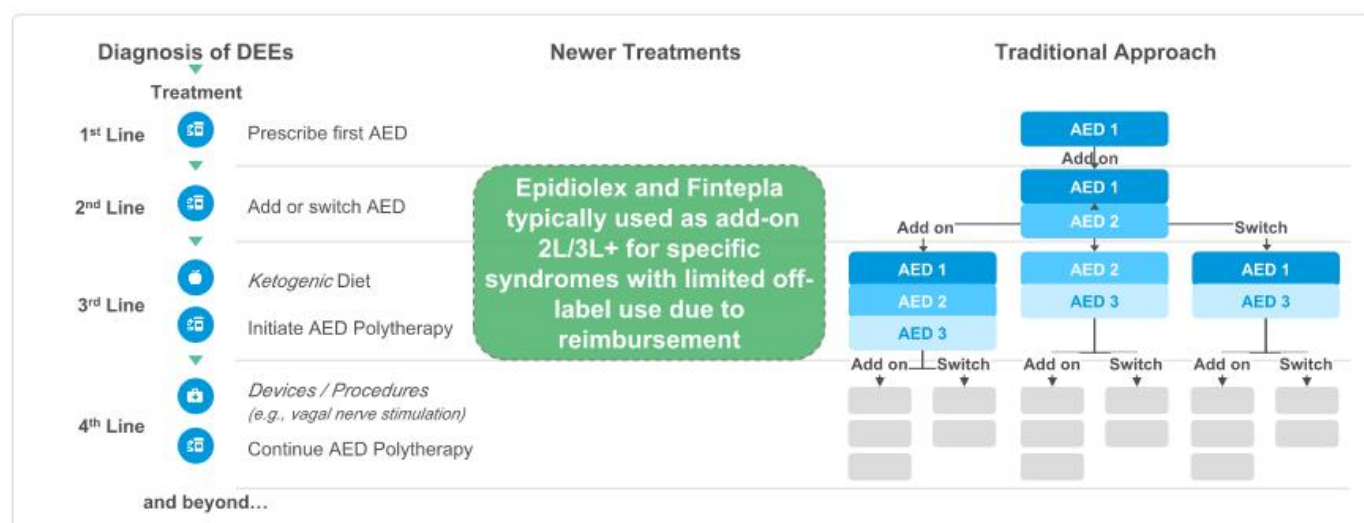 Diagnosis of DEEs
Newer Treatments
Traditional Approach
Treatment
1st Line
Prescribe first AED
AED 1
Add on
2nd Line
Add or switch AED
Epidiolex and Fintepla
typically used as add-on
2L/3L+ for specific
syndromes with limited off-
label use due to
reimbursement
AED 1
AED 2
Add on
Switch
3rd Line
Ketogenic Diet
Initiate AED Polytherapy
AED 1
AED 2
AED 3
AED 2
AED 3
AED 1
AED 3
Add on
Switch
Add on
Switch
Add on
Switch
4th Line
Devices / Procedures
(e.g., vagal nerve stimulation)
Continue AED Polytherapy
and beyond…